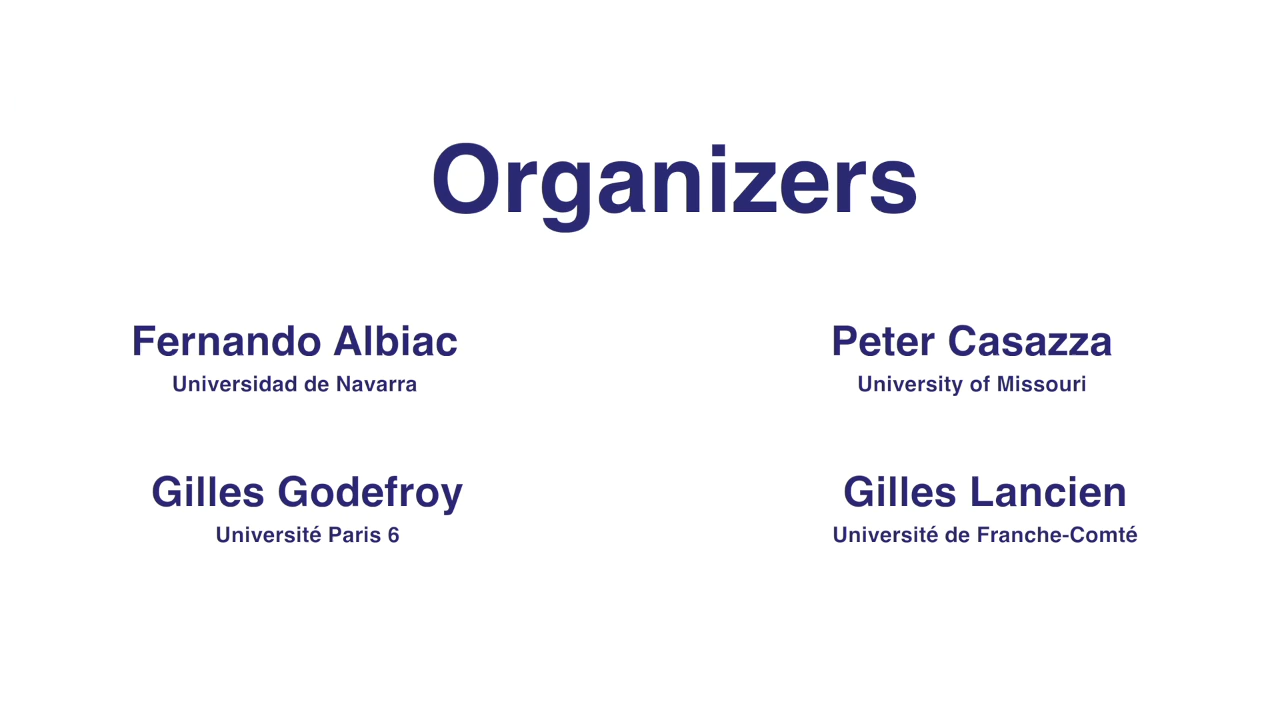 Organizers
Fernando Albiac
Universidad de Navarra
Peter Casazza
University of Missouri
Gilles Godefroy
Université Paris 6
Gilles Lancien
Université de Franche-Comté